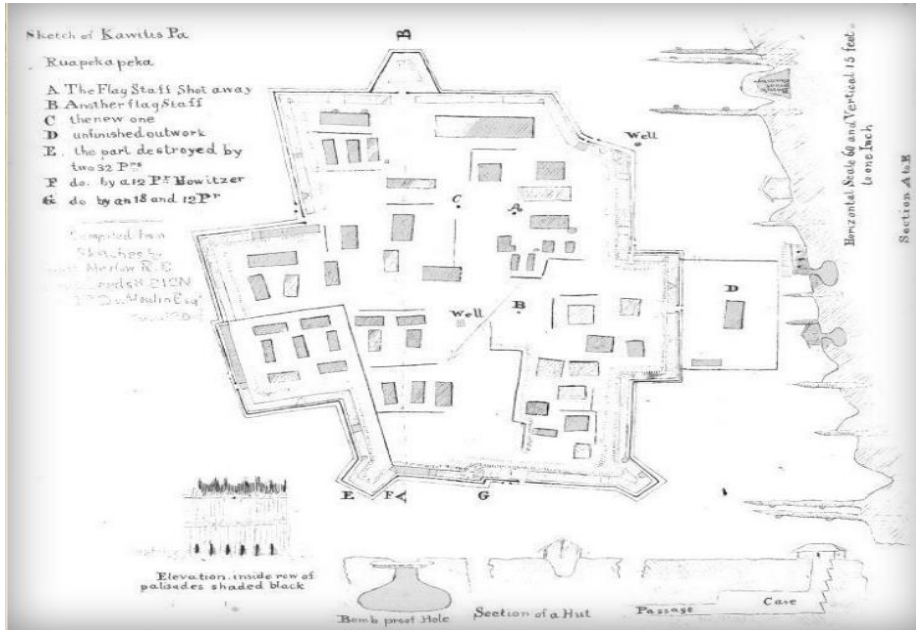 Sketch of Kawitis Pa
Ruapekapeka
A The Flag Staff Shot away
B Another flag Staff
C the new one
D unfinished outwork
E. the part destroyed by
two 32 Prs
F do. by a 12 Pr Howitzer
G do by an 18 and 12 Pr
Compiled from
Sketches by
R.E
B
Well
C
A
B
Well
D
E
F
A
G
Horizontal Scale 60 and Vertical 15 feet
to one Inch
Section A to B
Elevation inside row of
palisades shaded black
Bomb proof Hole
Section of a Hut
Passage
Cave